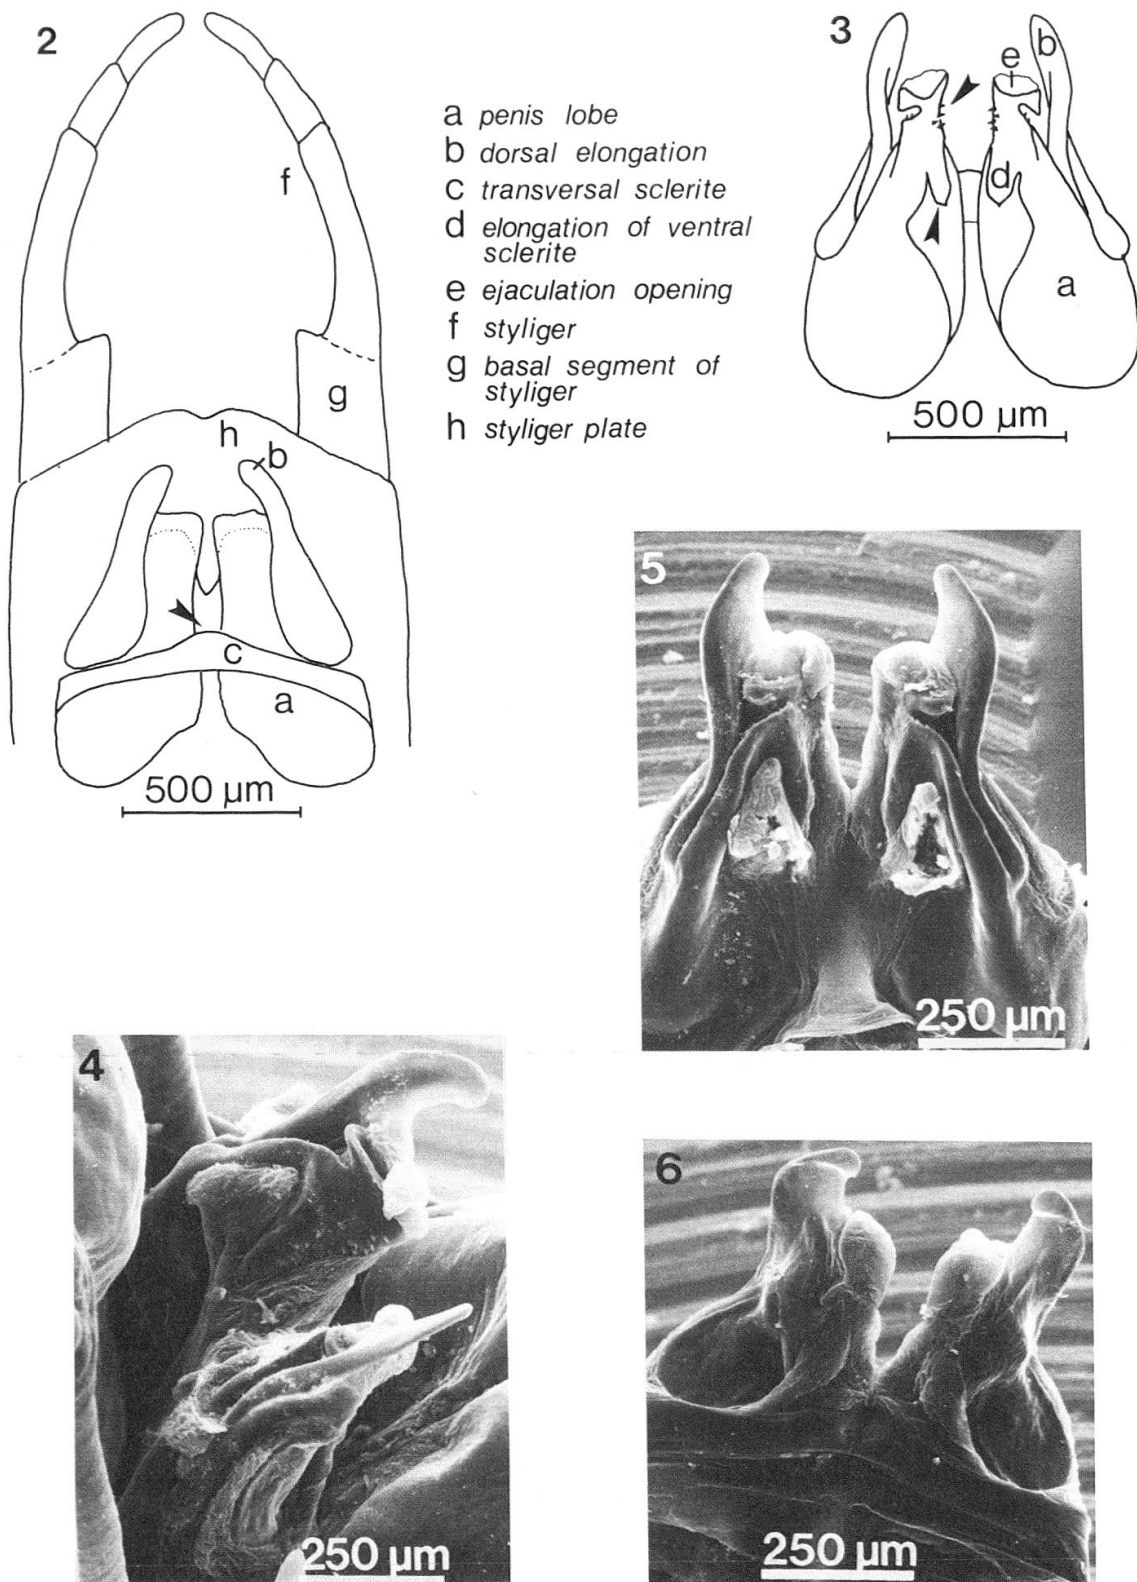 2
f
g
h
b
c
a
500 µm
a penis lobe
b dorsal elongation
c transversal sclerite
d elongation of ventral
sclerite
e ejaculation opening
f styliger
g basal segment of
styliger
h styliger plate
3
b
e
d
a
500 µm
5
250 µm
4
250 µm
6
250 µm